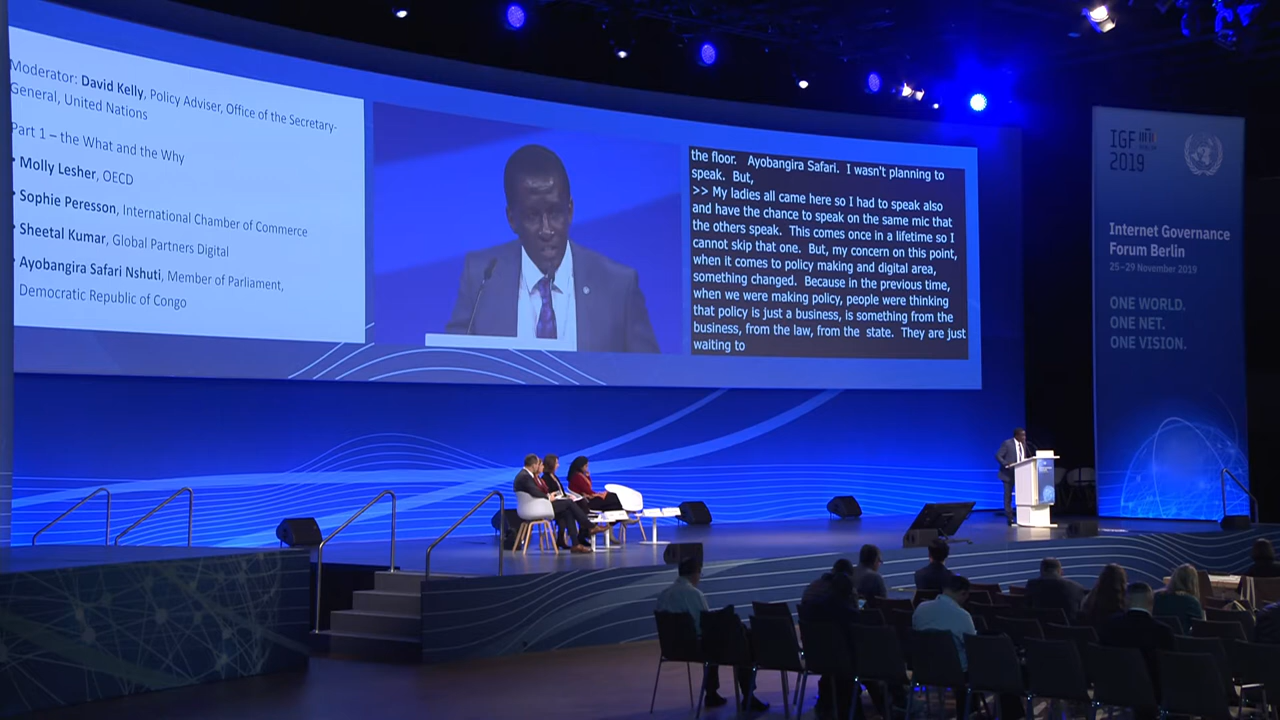 Moderator: David Kelly, Policy Adviser, Office of the Secretary-
General, United Nations
Part 1 – the What and the Why
• Molly Lesher, OECD
• Sophie Peresson, International Chamber of Commerce
• Sheetal Kumar, Global Partners Digital
• Ayobangira Safari Nshuti, Member of Parliament,
Democratic Republic of Congo
the floor.  Ayobangira Safari.  I wasn't planning to
speak.  But,
>> My ladies all came here so I had to speak also
and have the chance to speak on the same mic that
the others speak.  This comes once in a lifetime so I
cannot skip that one.  But, my concern on this point,
when it comes to policy making and digital area,
something changed.  Because in the previous time,
when we were making policy, people were thinking
that policy is just a business, is something from the
business, from the law, from the  state.  They are just
waiting to
IGF
2019
Internet Governance
Forum Berlin
25–29 November 2019
ONE WORLD.
ONE NET.
ONE VISION.